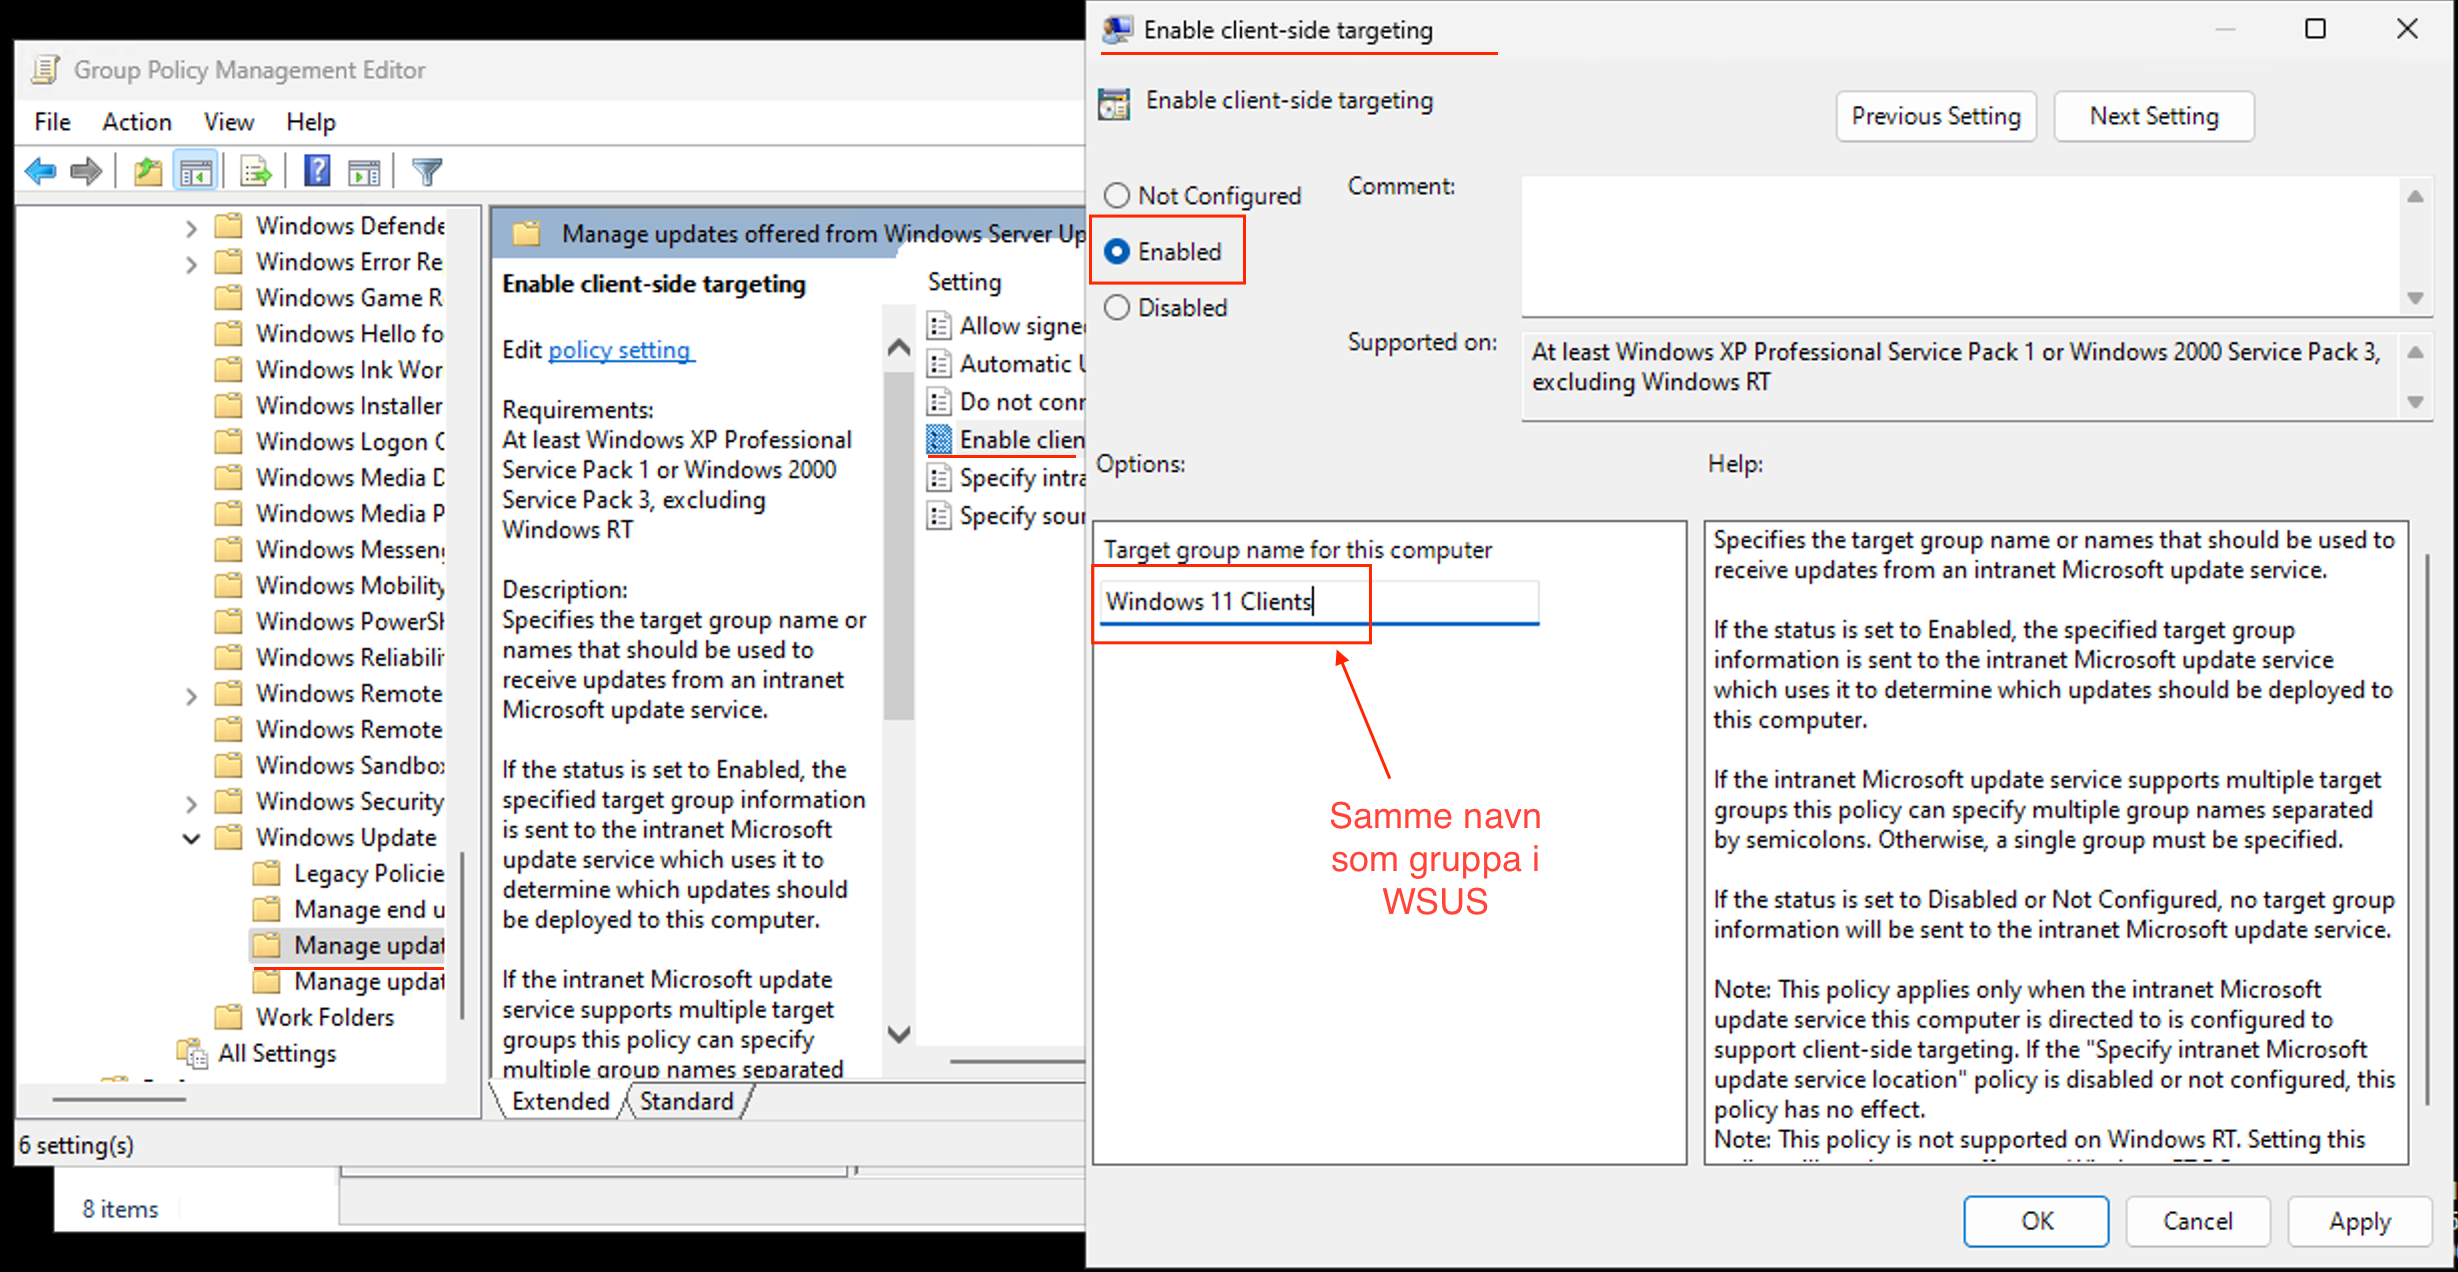 Group Policy Management Editor
File Action View Help
Windows Defende
Windows Error Re
Windows Game R
Windows Hello fo
Windows Ink Wor
Windows Installer
Windows Logon
Windows Media D
Windows Media P
Windows Messen
Windows Mobility
Windows PowerSh
Windows Reliabili
Windows Remote
Windows Remote
Windows Sandbo
Windows Security
Windows Update
Legacy Policie
Manage end u
Manage updat
Manage updat
Work Folders
All Settings
6 setting(s)
8 items
Manage updates offered from Windows Server Up
Enable client-side targeting
Edit policy setting
Requirements:
At least Windows XP Professional
Service Pack 1 or Windows 2000
Service Pack 3, excluding
Windows RT
Description:
Specifies the target group name or
names that should be used to
receive updates from an intranet
Microsoft update service.
If the status is set to Enabled, the
specified target group information
is sent to the intranet Microsoft
update service which uses it to
determine which updates should
be deployed to this computer.
If the intranet Microsoft update
service supports multiple target
groups this policy can specify
multiple group names separated
Setting
Allow signe
Automatic U
Do not conn
Enable clien
Specify intra
Specify sour
Extended Standard
Enable client-side targeting
Enable client-side targeting
Previous Setting Next Setting
Not Configured
Enabled
Disabled
Comment:
Supported on:
At least Windows XP Professional Service Pack 1 or Windows 2000 Service Pack 3,
excluding Windows RT
Options:
Help:
Target group name for this computer
Windows 11 Clients
Samme navn
som gruppa i
WSUS
Specifies the target group name or names that should be used to
receive updates from an intranet Microsoft update service.
If the status is set to Enabled, the specified target group
information is sent to the intranet Microsoft update service
which uses it to determine which updates should be deployed to
this computer.
If the intranet Microsoft update service supports multiple target
groups this policy can specify multiple group names separated
by semicolons. Otherwise, a single group must be specified.
If the status is set to Disabled or Not Configured, no target group
information will be sent to the intranet Microsoft update service.
Note: This policy applies only when the intranet Microsoft
update service this computer is directed to is configured to
support client-side targeting. If the "Specify intranet Microsoft
update service location" policy is disabled or not configured, this
policy has no effect.
Note: This policy is not supported on Windows RT. Setting this
OK Cancel Apply